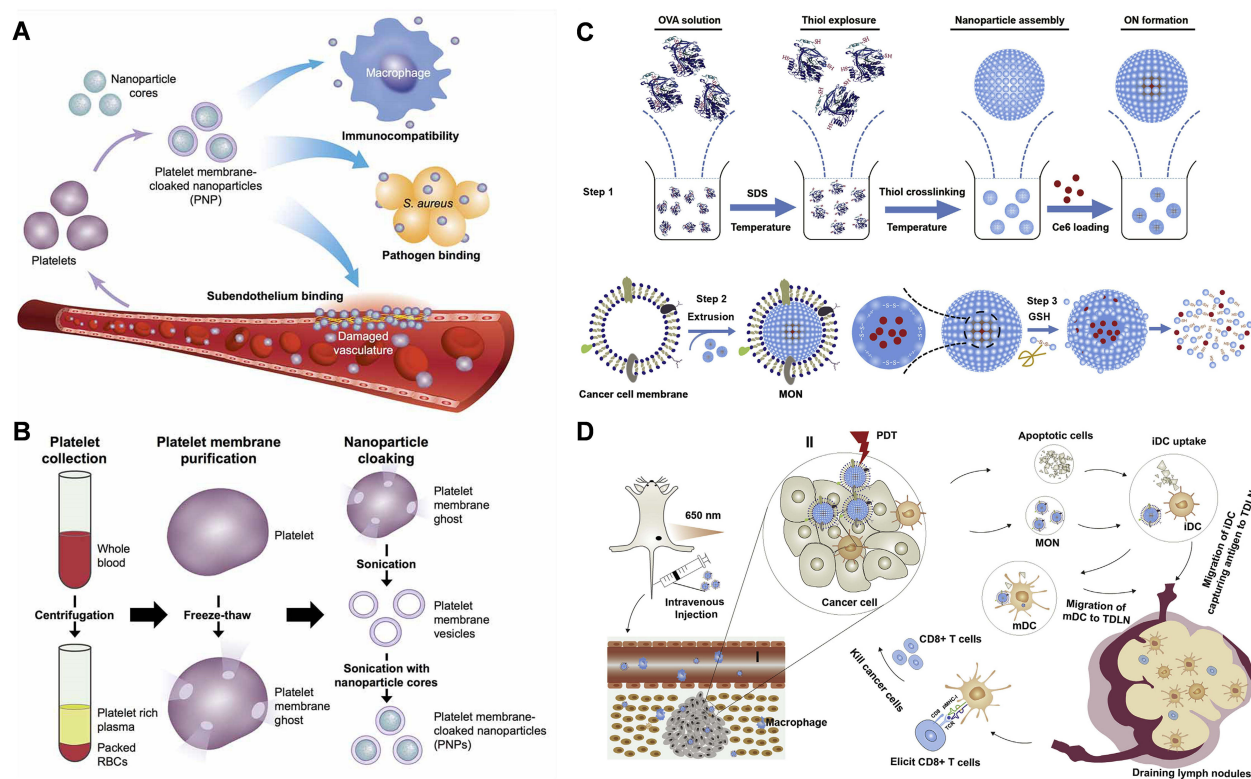 A
Nanoparticle
cores
Macrophage
Immunocompatibility
Platelet membrane-
cloaked nanoparticles
(PNP)
S. aureus
Pathogen binding
Platelets
Subendothelium binding
Damaged
vasculature
B
Platelet
collection
Platelet membrane
purification
Nanoparticle
cloaking
Whole
blood
Centrifugation
Platelet rich
plasma
Packed
RBCs
Platelet
Freeze-thaw
Platelet
membrane
ghost
Platelet
membrane
ghost
Sonication
Platelet
membrane
vesicles
Sonication with
nanoparticle cores
Platelet membrane-
cloaked nanoparticles
(PNPs)
C
OVA solution
Thiol explosure
Nanoparticle assembly
ON formation
Step 1
SDS
Temperature
Thiol crosslinking
Temperature
Ce6 loading
Cancer cell membrane
Step 2
Extrusion
MON
-S-S-
-S-S-
Step 3
GSH
D
II
PDT
650 nm
Intravenous
Injection
Cancer cell
I
Macrophage
Apoptotic cells
MON
iDC uptake
iDC
Migration of iDC
capturing antigen to TDLN
mDC
Migration of
mDC to TDLN
CD8+ T cells
Kill cancer cells
CD8
pMHC-I
TCR
Elicit CD8+ T cells
Draining lymph nodules